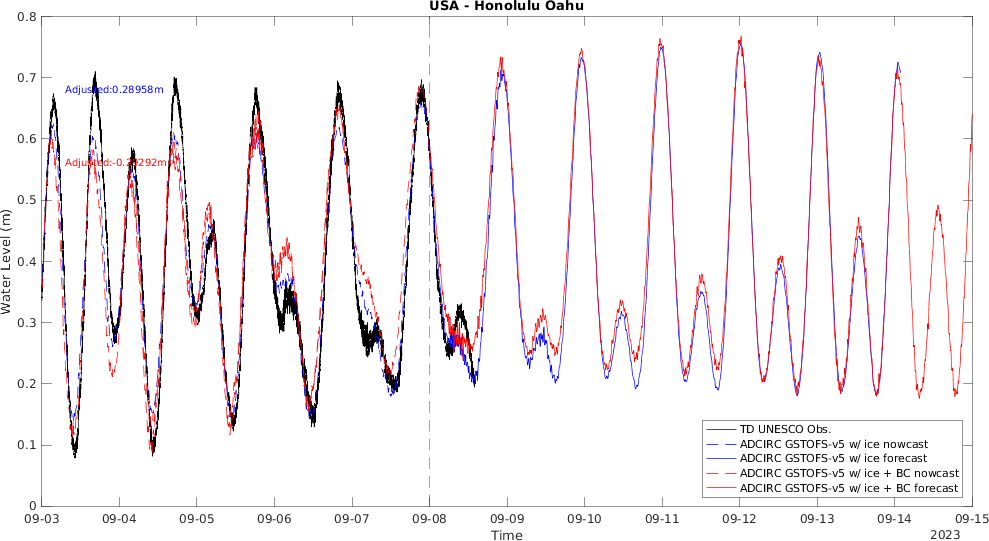 USA - Honolulu Oahu
0.8
0.7
0.6
0.5
0.4
0.3
0.2
0.1
0
Water Level (m)
Adjusted:0.28958m
09-03
09-04
09-05
09-06
09-07
09-08
09-09
09-10
09-11
09-12
09-13
09-14
09-15
Time
2023
TD UNESCO Obs.
ADCIRC GSTOFS-v5 w/ ice nowcast
ADCIRC GSTOFS-v5 w/ ice forecast
ADCIRC GSTOFS-v5 w/ ice + BC nowcast
ADCIRC GSTOFS-v5 w/ ice + BC forecast